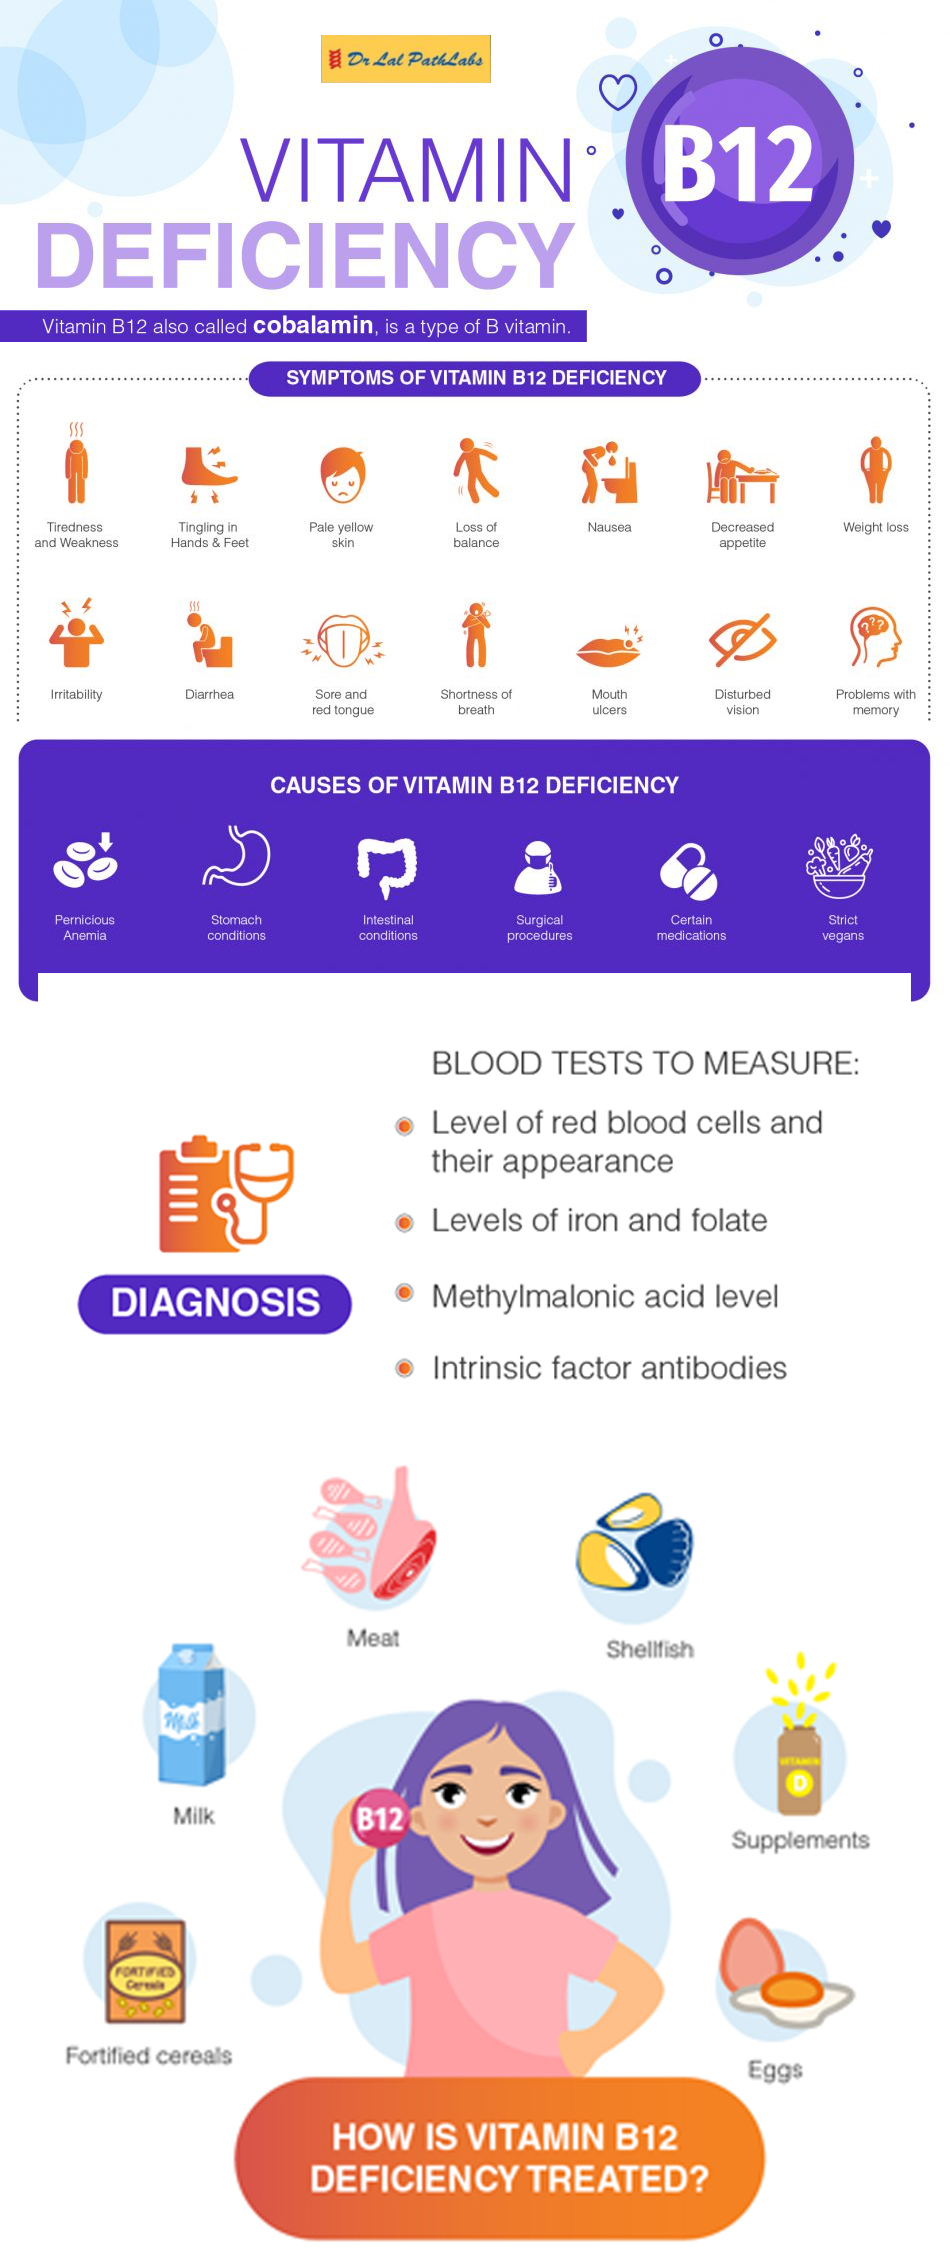 Dr Lal PathLabs
VITAMIN
B12
DEFICIENCY
Vitamin B12 also called cobalamin, is a type of B vitamin.
SYMPTOMS OF VITAMIN B12 DEFICIENCY
Tiredness
and Weakness
Tingling in
Hands & Feet
Pale yellow
skin
Loss of
balance
Nausea
Decreased
appetite
Weight loss
Irritability
Diarrhea
Sore and
red tongue
Shortness of
breath
Mouth
ulcers
Disturbed
vision
???
Problems with
memory
CAUSES OF VITAMIN B12 DEFICIENCY
Pernicious
Anemia
Stomach
conditions
Intestinal
conditions
Surgical
procedures
Certain
medications
Strict
vegans
DIAGNOSIS
BLOOD TESTS TO MEASURE:
Level of red blood cells and
their appearance
Levels of iron and folate
Methylmalonic acid level
Intrinsic factor antibodies
Meat
Shellfish
Milk
Milk
VITAMIN
D
Supplements
B12
FORTIFIED
Cereals
Fortified cereals
Eggs
HOW IS VITAMIN B12
DEFICIENCY TREATED?